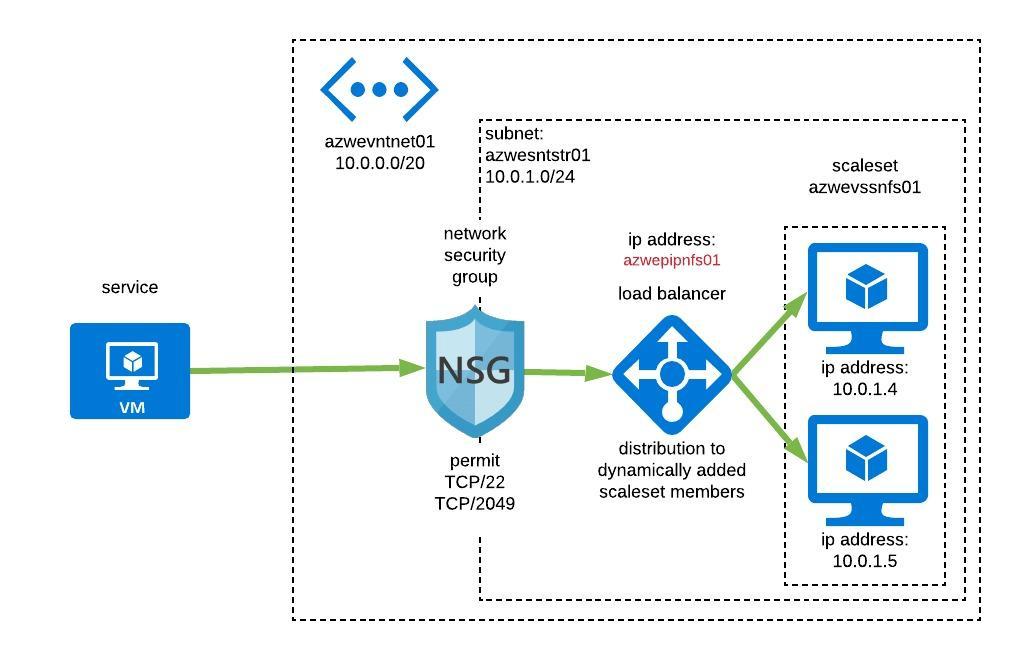 azwevntnet01
10.0.0.0/20
subnet:
azwesntstr01
10.0.1.0/24
scaleset
azwevssnfs01
network
security
group
ip address:
azwepipnfs01
load balancer
service
VM
NSG
ip address:
10.0.1.4
permit
TCP/22
TCP/2049
distribution to
dynamically added
scaleset members
ip address:
10.0.1.5